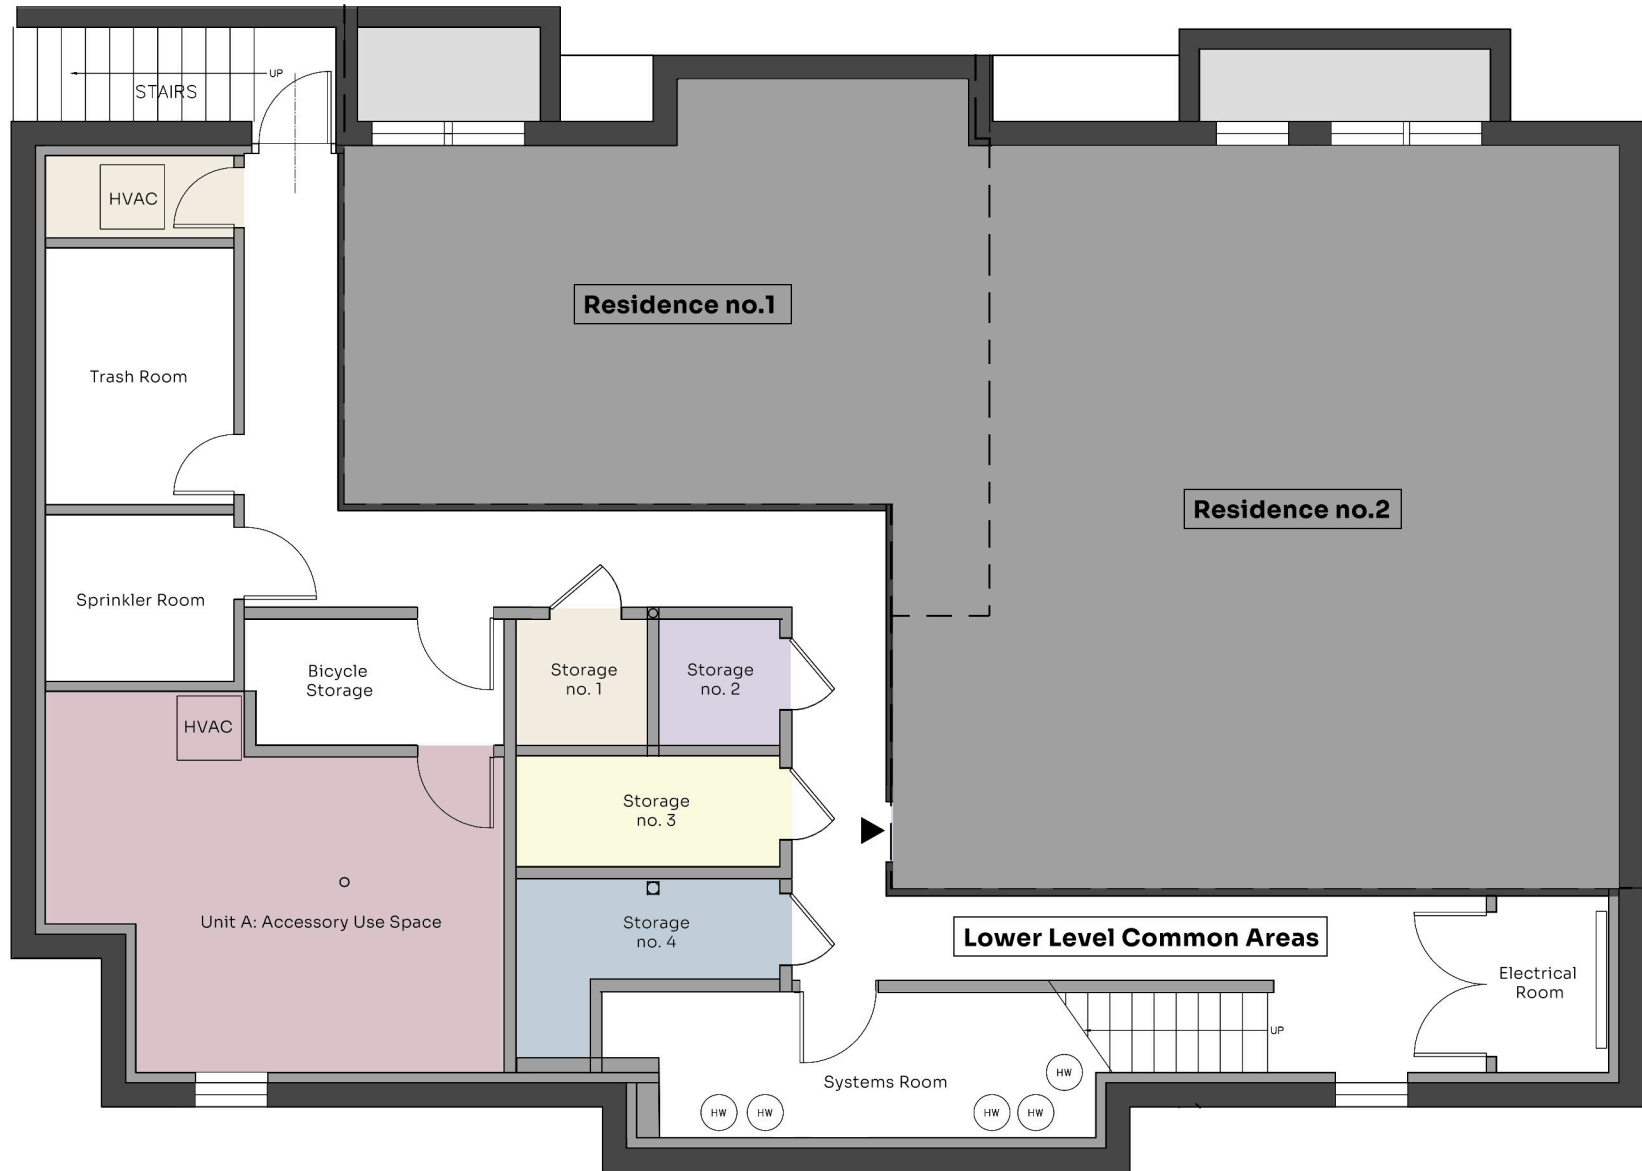 UP
STAIRS
HVAC
Residence no.1
Trash Room
Residence no.2
Sprinkler Room
Bicycle
Storage
Storage
no. 1
Storage
no. 2
HVAC
Storage
no. 3
Unit A: Accessory Use Space
Storage
no. 4
Lower Level Common Areas
Electrical
Room
UP
Systems Room
HW
HW
HW
HW
HW